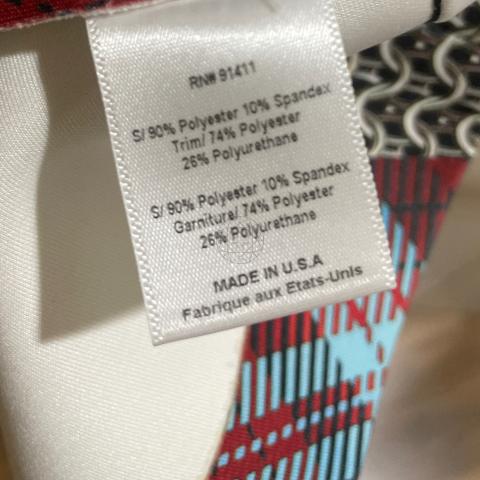 RN# 91411
S/ 90% Polyester 10% Spandex
Trim/ 74% Polyester
26% Polyurethane
S/ 90% Polyester 10% Spandex
Garniture/ 74% Polyester
26% Polyurethane
MADE IN U.S.A
Fabrique aux Etats-Unis